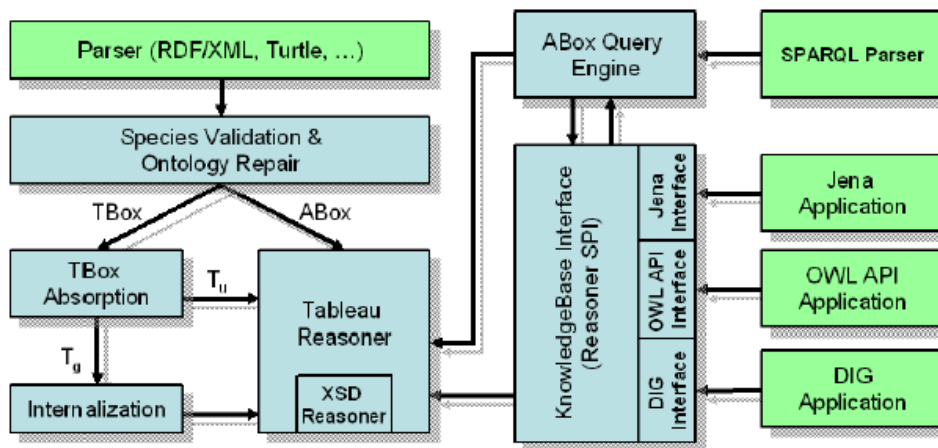 Parser (RDF/XML, Turtle, ...)
Species Validation &
Ontology Repair
TBox
ABox
TBox
Absorption
T_u
Tableau
Reasoner
T_g
Internalization
XSD
Reasoner
ABox Query
Engine
SPARQL Parser
KnowledgeBase Interface
(Reasoner SPI)
Jena
Interface
OWL API
Interface
DIG
Interface
Jena
Application
OWL API
Application
DIG
Application